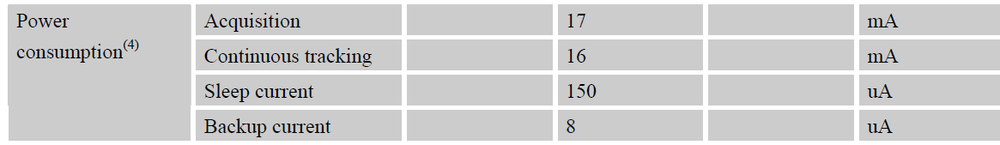 Power consumption(4) Acquisition 17 mA
Continuous tracking 16 mA
Sleep current 150 uA
Backup current 8 uA